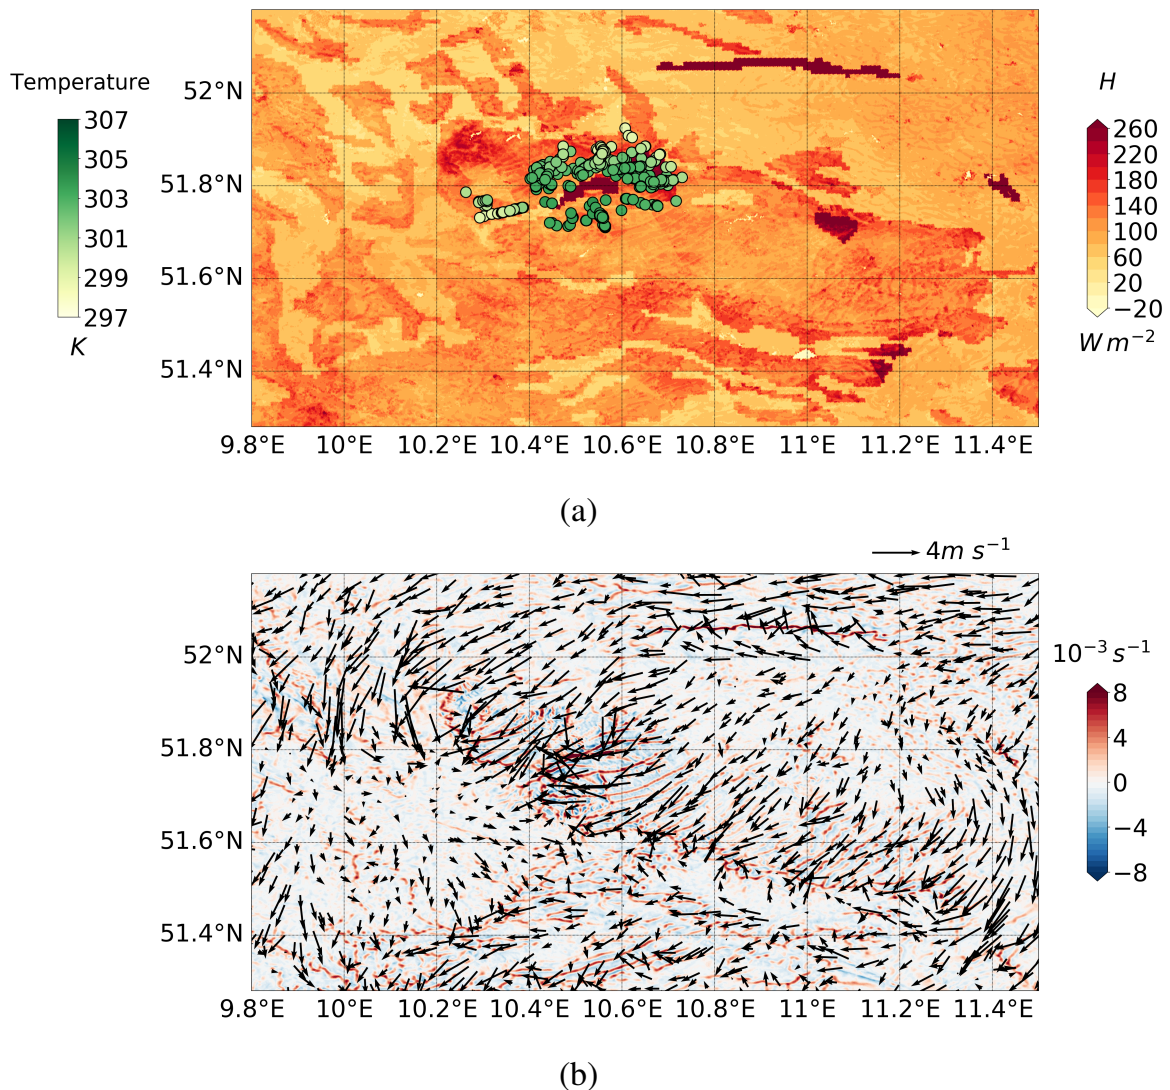 Temperature
307
305
303
301
299
297
K
52°N
51.8°N
51.6°N
51.4°N
9.8°E 10°E 10.2°E 10.4°E 10.6°E 10.8°E 11°E 11.2°E 11.4°E
H
260
220
180
140
100
60
20
−20
W m⁻²
(a)
4m s⁻¹
52°N
51.8°N
51.6°N
51.4°N
9.8°E 10°E 10.2°E 10.4°E 10.6°E 10.8°E 11°E 11.2°E 11.4°E
10⁻³ s⁻¹
8
4
0
−4
−8
(b)